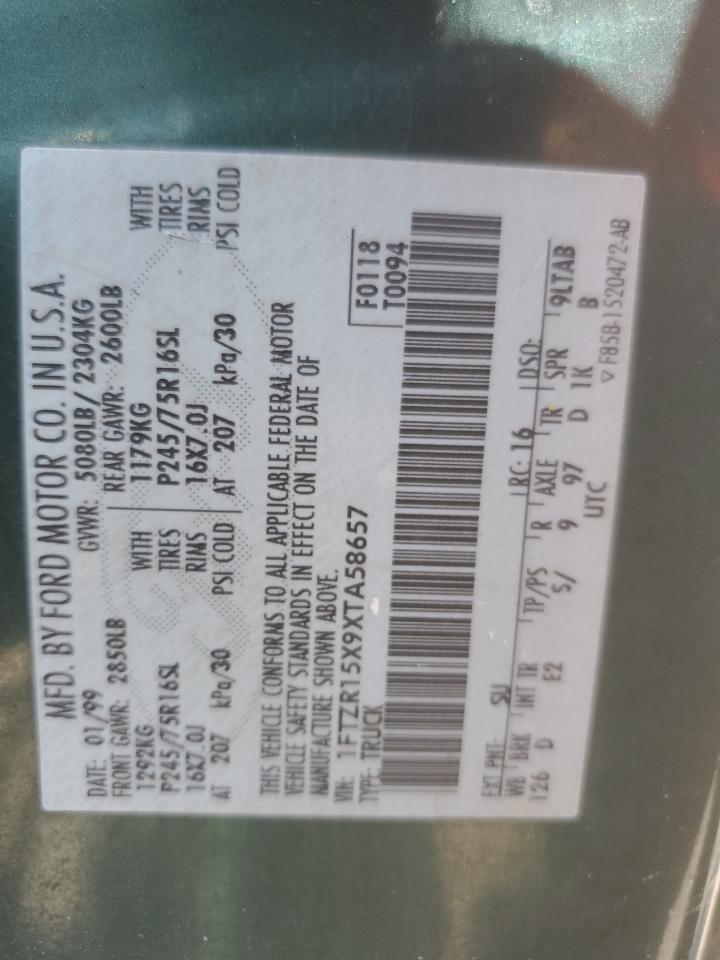 MFD. BY FORD MOTOR CO. IN U.S.A.
DATE: 01/99 GVWR: 5080LB/2304KG
FRONT GAWR: 2850LB REAR GAWR: 2600LB
1292KG WITH 1179KG WITH
P245/75R16SL TIRES P245/75R16SL TIRES
16X7.0J RIMS 16X7.0J RIMS
AT 207 kPa/30 PSI COLD AT 207 kPa/30 PSI COLD
THIS VEHICLE CONFORMS TO ALL APPLICABLE FEDERAL MOTOR
VEHICLE SAFETY STANDARDS IN EFFECT ON THE DATE OF
MANUFACTURE SHOWN ABOVE.
VIN: 1FTZR15X9XTA58657 F0118
TYPE: TRUCK T0094
EXT PNT: SU RC: 16 DSO:
WB BRK INT TR TP/PS R AXLE TR SPR 9LTAB
126 D E2 S/ 9 97 D 1K B
UTC
▽ F85B-1520472-AB